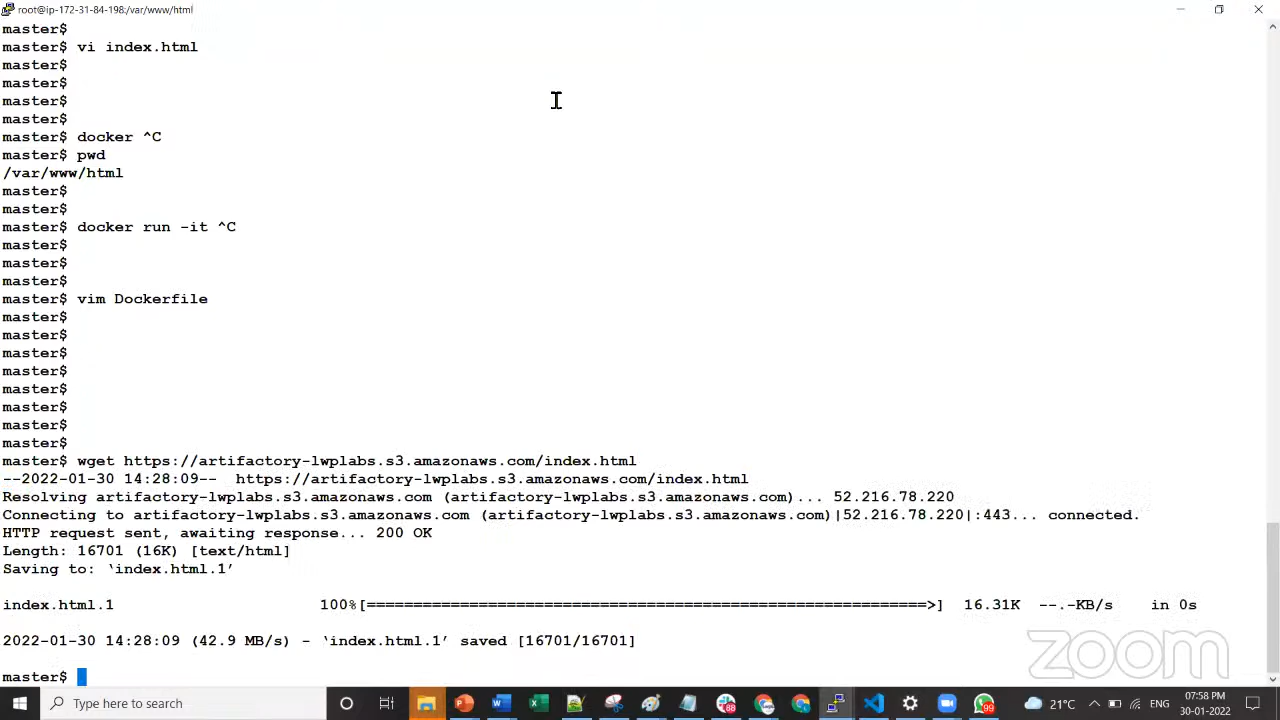 root@ip-172-31-84-198:/var/www/html
master$
master$ vi index.html
master$
master$
master$
master$
master$ docker ^C
master$ pwd
/var/www/html
master$
master$
master$ docker run -it ^C
master$
master$
master$
master$ vim Dockerfile
master$
master$
master$
master$
master$
master$
master$
master$
master$ wget https://artifactory-lwplabs.s3.amazonaws.com/index.html
--2022-01-30 14:28:09--  https://artifactory-lwplabs.s3.amazonaws.com/index.html
Resolving artifactory-lwplabs.s3.amazonaws.com (artifactory-lwplabs.s3.amazonaws.com)... 52.216.78.220
Connecting to artifactory-lwplabs.s3.amazonaws.com (artifactory-lwplabs.s3.amazonaws.com)|52.216.78.220|:443... connected.
HTTP request sent, awaiting response... 200 OK
Length: 16701 (16K) [text/html]
Saving to: ‘index.html.1’
index.html.1 100%[============================================================>] 16.31K --.-KB/s in 0s
2022-01-30 14:28:09 (42.9 MB/s) - ‘index.html.1’ saved [16701/16701]
master$
zoom
Type here to search
88
99
21°C
ENG
07:58 PM
30-01-2022